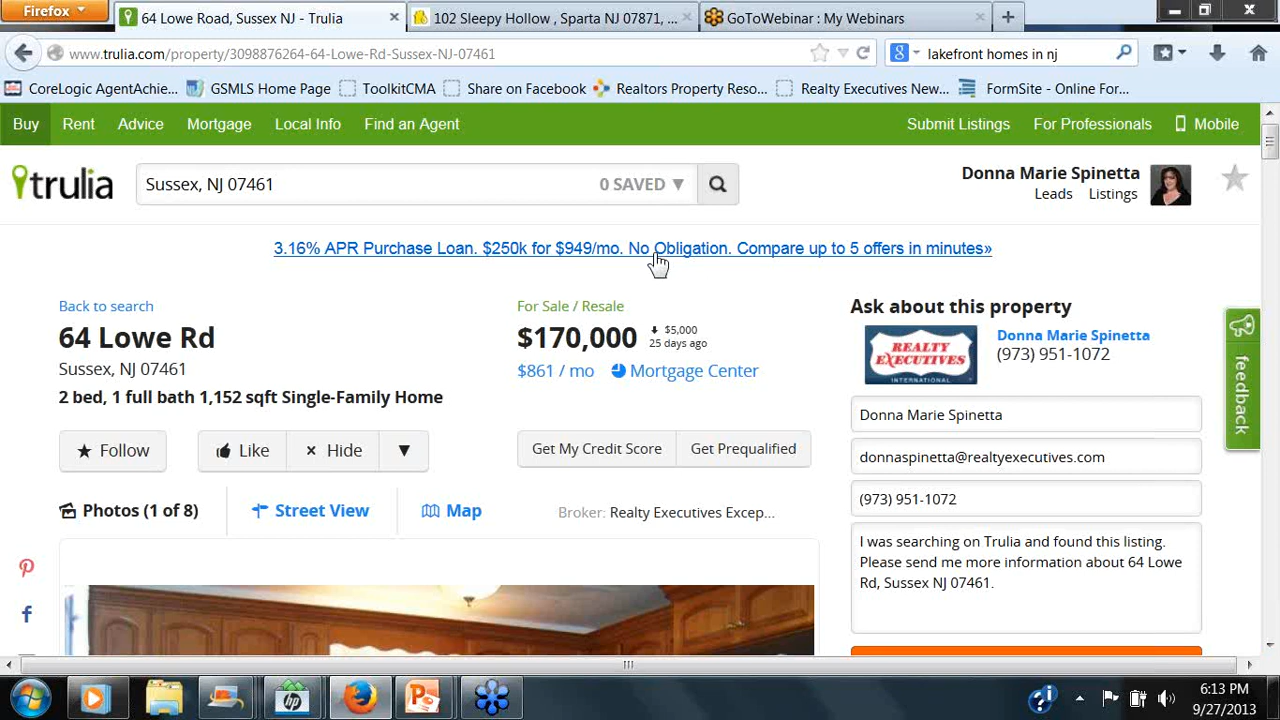 Firefox
64 Lowe Road, Sussex NJ - Trulia
102 Sleepy Hollow , Sparta NJ 07871, ...
GoToWebinar : My Webinars
www.trulia.com/property/3098876264-64-Lowe-Rd-Sussex-NJ-07461
lakefront homes in nj
CoreLogic AgentAchie...
GSMLS Home Page
ToolkitCMA
Share on Facebook
Realtors Property Reso...
Realty Executives New...
FormSite - Online For...
Buy Rent Advice Mortgage Local Info Find an Agent Submit Listings For Professionals Mobile
trulia
Sussex, NJ 07461 0 SAVED
Donna Marie Spinetta
Leads Listings
3.16% APR Purchase Loan. $250k for $949/mo. No Obligation. Compare up to 5 offers in minutes»
Back to search
64 Lowe Rd
Sussex, NJ 07461
2 bed, 1 full bath 1,152 sqft Single-Family Home
Follow Like Hide
For Sale / Resale
$170,000 $5,000
25 days ago
$861 / mo Mortgage Center
Get My Credit Score Get Prequalified
Photos (1 of 8) Street View Map
Broker: Realty Executives Excep...
Ask about this property
REALTY
EXECUTIVES
INTERNATIONAL
Donna Marie Spinetta
(973) 951-1072
Donna Marie Spinetta
donnaspinetta@realtyexecutives.com
(973) 951-1072
I was searching on Trulia and found this listing.
Please send me more information about 64 Lowe
Rd, Sussex NJ 07461.
feedback
6:13 PM
9/27/2013